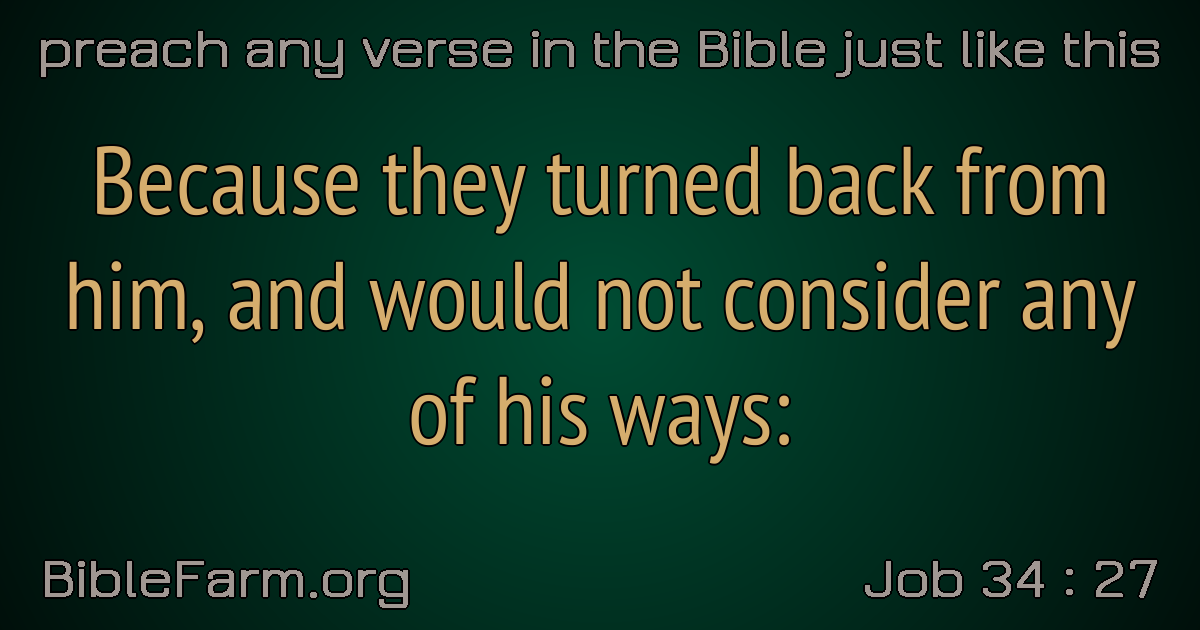 preach any verse in the Bible just like this
Because they turned back from
him, and would not consider any
of his ways:
BibleFarm.org
Job 34 : 27